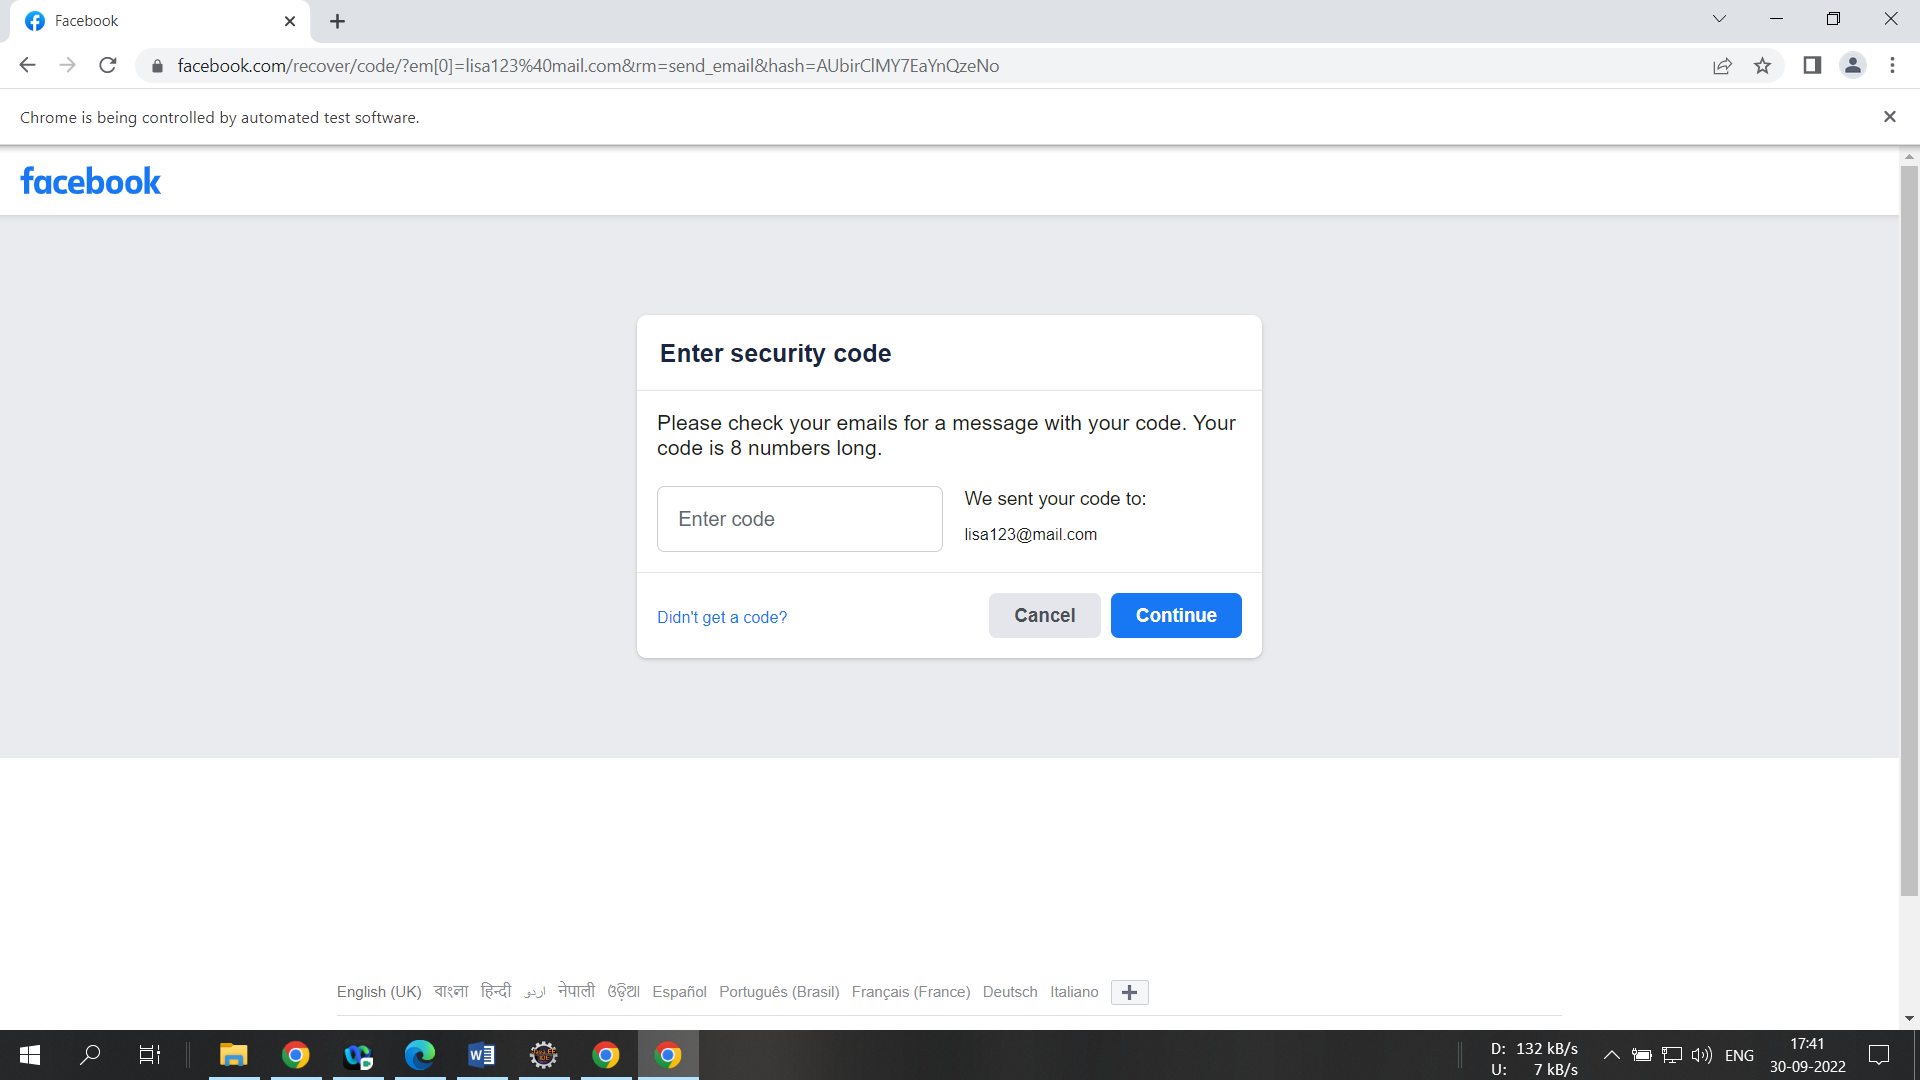 Facebook
facebook.com/recover/code/?em[0]=lisa123%40mail.com&rm=send_email&hash=AUbirClMY7EaYnQzeNo
Chrome is being controlled by automated test software.
facebook
Enter security code
Please check your emails for a message with your code. Your
code is 8 numbers long.
Enter code
We sent your code to:
lisa123@mail.com
Didn't get a code?
Cancel
Continue
English (UK) বাংলা हिन्दी اردو नेपाली ଓଡ଼ିଆ Español Português (Brasil) Français (France) Deutsch Italiano
D: 132 kB/s
U: 7 kB/s
ENG
17:41
30-09-2022